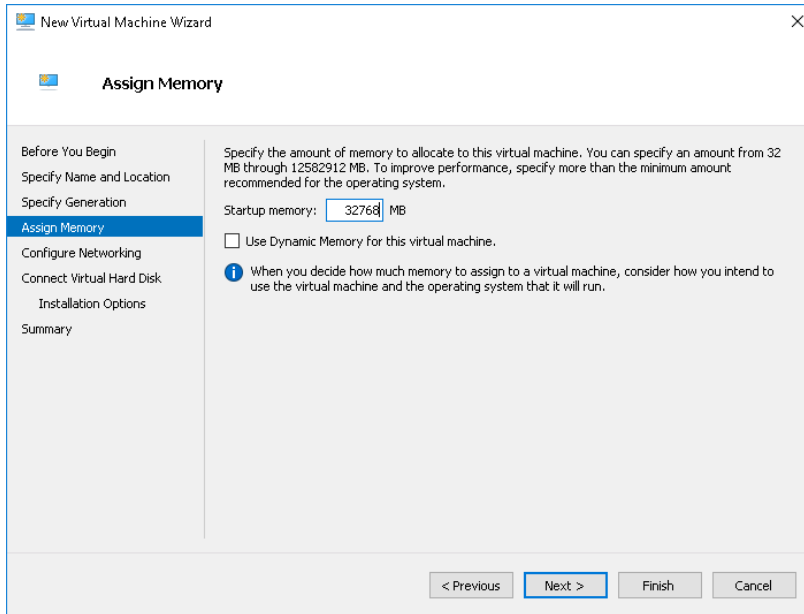 New Virtual Machine Wizard
Assign Memory
Before You Begin
Specify Name and Location
Specify Generation
Assign Memory
Configure Networking
Connect Virtual Hard Disk
Installation Options
Summary
Specify the amount of memory to allocate to this virtual machine. You can specify an amount from 32
MB through 12582912 MB. To improve performance, specify more than the minimum amount
recommended for the operating system.
Startup memory: 32768 MB
Use Dynamic Memory for this virtual machine.
When you decide how much memory to assign to a virtual machine, consider how you intend to
use the virtual machine and the operating system that it will run.
< Previous Next > Finish Cancel